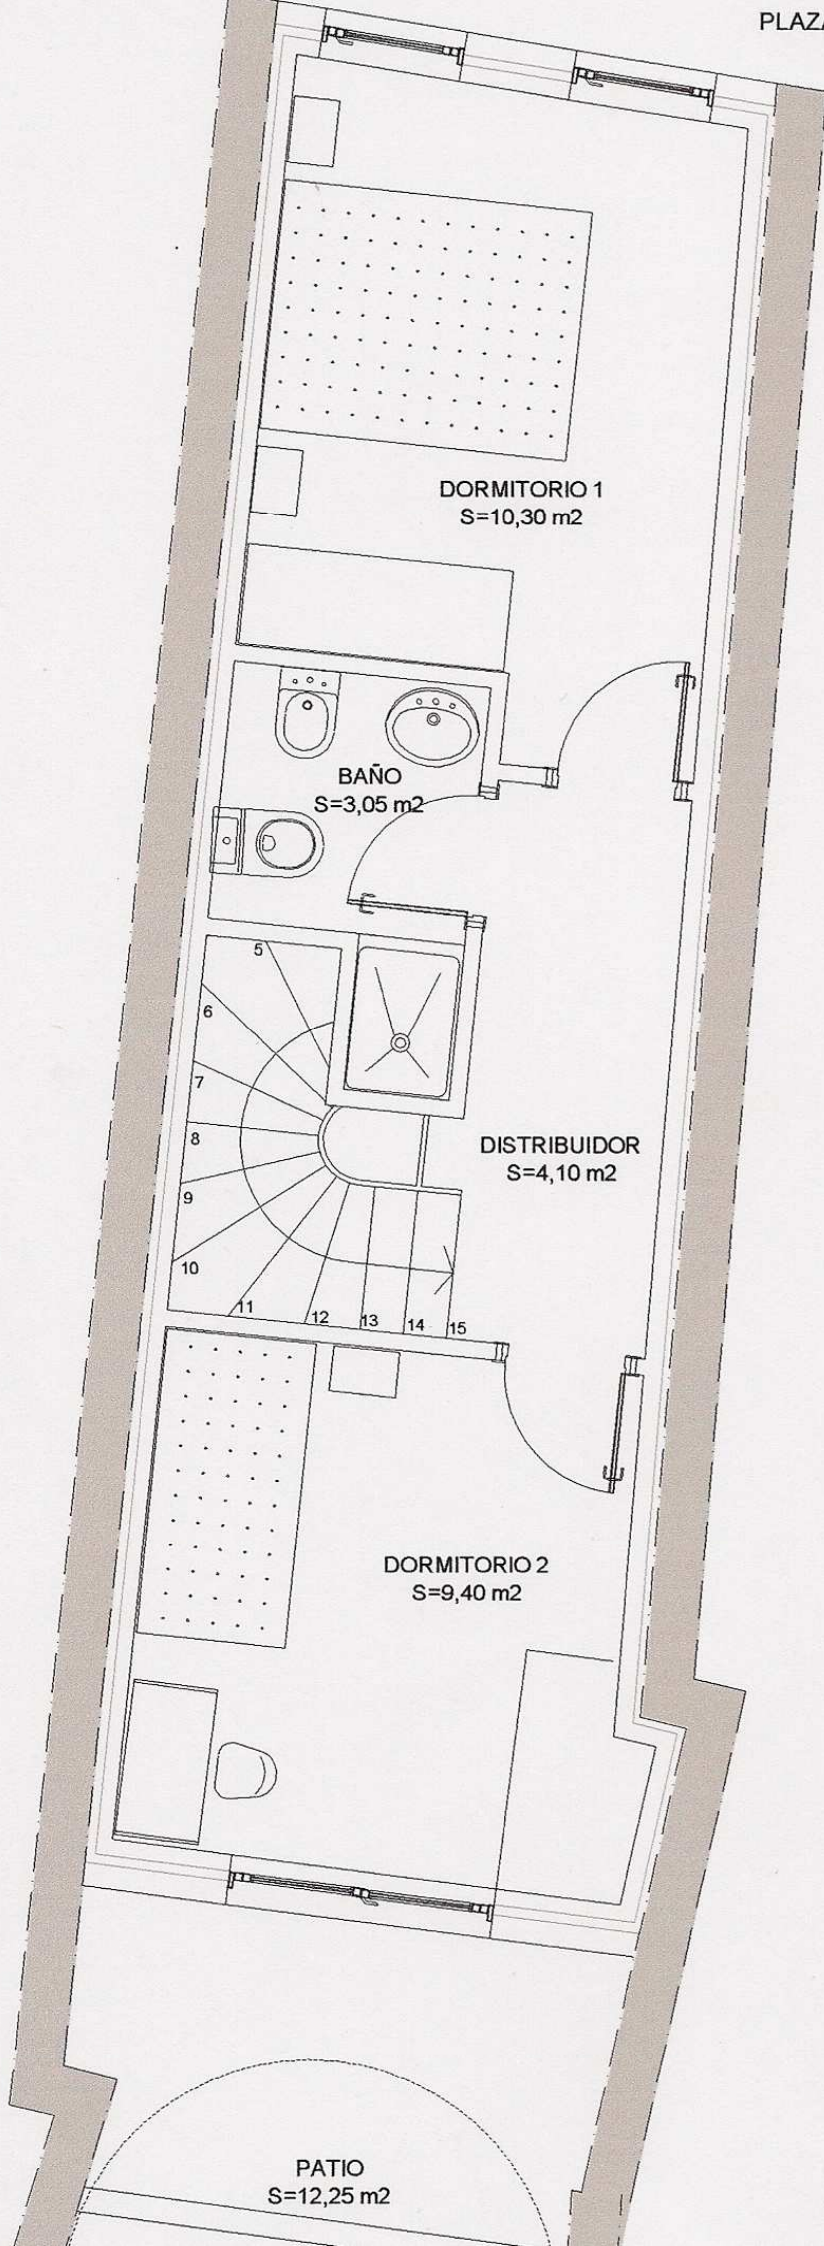 PLAZA
DORMITORIO 1
S=10,30 m2
BAÑO
S=3,05 m2
5
6
7
8
9
10
11
12
13
14
15
DISTRIBUIDOR
S=4,10 m2
DORMITORIO 2
S=9,40 m2
PATIO
S=12,25 m2